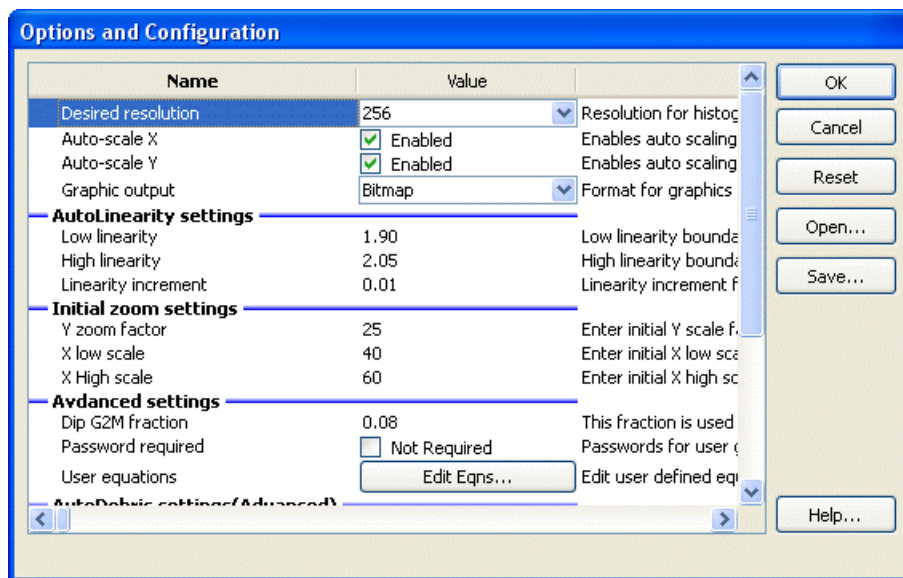 Options and Configuration
Name Value
Desired resolution 256 Resolution for histog
Auto-scale X Enabled Enables auto scaling
Auto-scale Y Enabled Enables auto scaling
Graphic output Bitmap Format for graphics
AutoLinearity settings
Low linearity 1.90 Low linearity bounda
High linearity 2.05 High linearity bounda
Linearity increment 0.01 Linearity increment f
Initial zoom settings
Y zoom factor 25 Enter initial Y scale f
X low scale 40 Enter initial X low sca
X High scale 60 Enter initial X high sc
Avdanced settings
Dip G2M fraction 0.08 This fraction is used
Password required Not Required Passwords for user g
User equations Edit Eqns... Edit user defined equ
AutoDebris settings(Advanced)
OK
Cancel
Reset
Open...
Save...
Help...